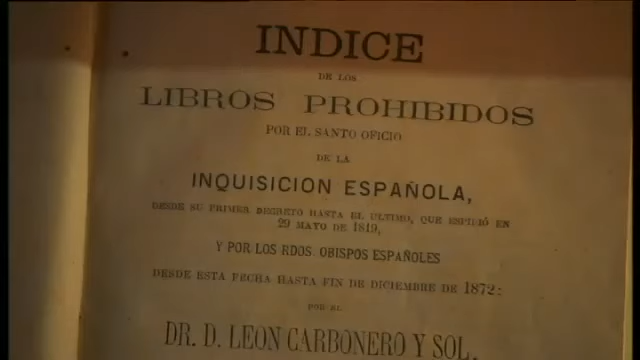 INDICE
DE LOS
LIBROS PROHIBIDOS
POR EL SANTO OFICIO
DE LA
INQUISICION ESPAÑOLA,
DESDE SU PRIMER DECRETO HASTA EL ULTIMO, QUE ESPIDIÓ EN
29 MAYO DE 1819,
Y POR LOS RDOS. OBISPOS ESPAÑOLES
DESDE ESTA FECHA HASTA FIN DE DICIEMBRE DE 1872:
POR EL
DR. D. LEON CARBONERO Y SOL,